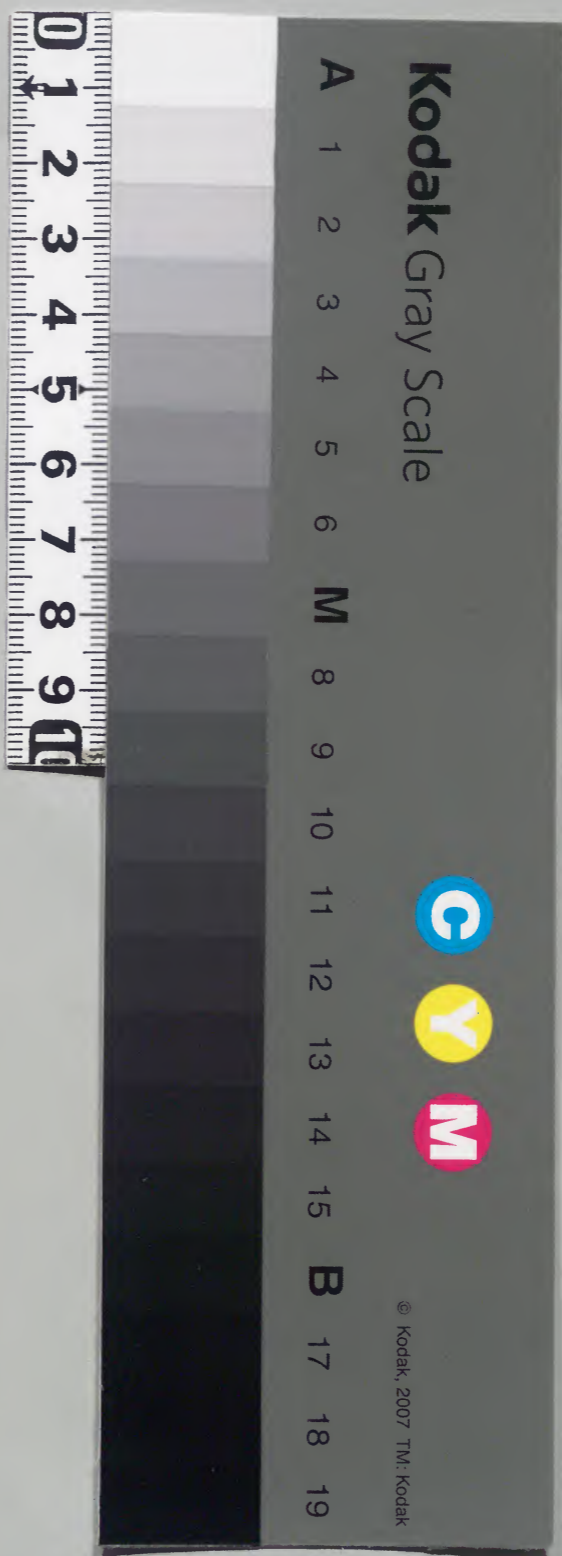 Kodak Gray Scale
C Y M
© Kodak, 2007 TM: Kodak
A 1 2 3 4 5 6 M 8 9 10 11 12 13 14 15 B 17 18 19
0 1 2 3 4 5 6 7 8 9 10